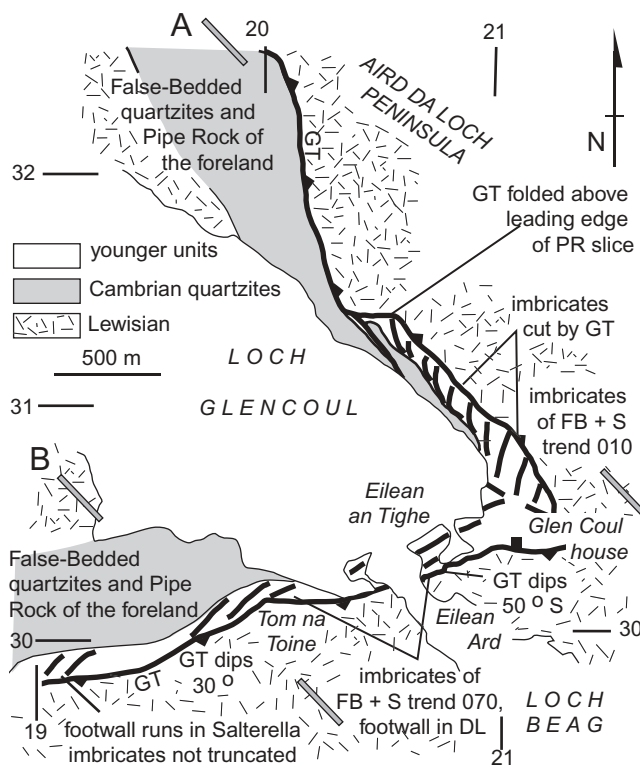 A
20
21
AIRD DA LOCH
PENINSULA
False-Bedded
quartzites and
Pipe Rock of
the foreland
GT
N
32
GT folded above
leading edge
of PR slice
younger units
Cambrian quartzites
Lewisian
500 m
imbricates
cut by GT
LOCH
GLENCOUL
31
imbricates
of FB + S
trend 010
B
Eilean
an Tighe
Glen Coul
house
False-Bedded
quartzites and Pipe
Rock of the foreland
GT dips
50 o S
30
Tom na
Toine
Eilean
Ard
30
GT dips
30 o
GT
imbricates of
FB + S trend 070,
footwall in DL
LOCH
BEAG
19
footwall runs in Salterella
imbricates not truncated
21